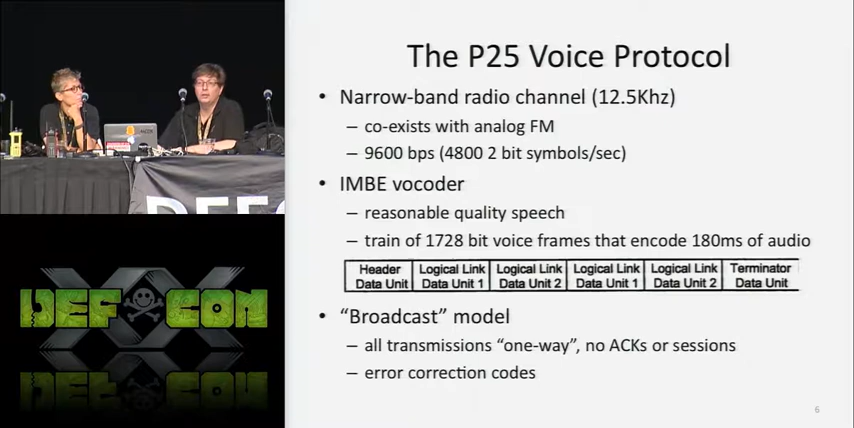 The P25 Voice Protocol
• Narrow-band radio channel (12.5Khz)
– co-exists with analog FM
– 9600 bps (4800 2 bit symbols/sec)
• IMBE vocoder
– reasonable quality speech
– train of 1728 bit voice frames that encode 180ms of audio
Header Data Unit
Logical Link Data Unit 1
Logical Link Data Unit 2
Logical Link Data Unit 1
Logical Link Data Unit 2
Terminator Data Unit
• “Broadcast” model
– all transmissions “one-way”, no ACKs or sessions
– error correction codes
6
DEF CON
XX